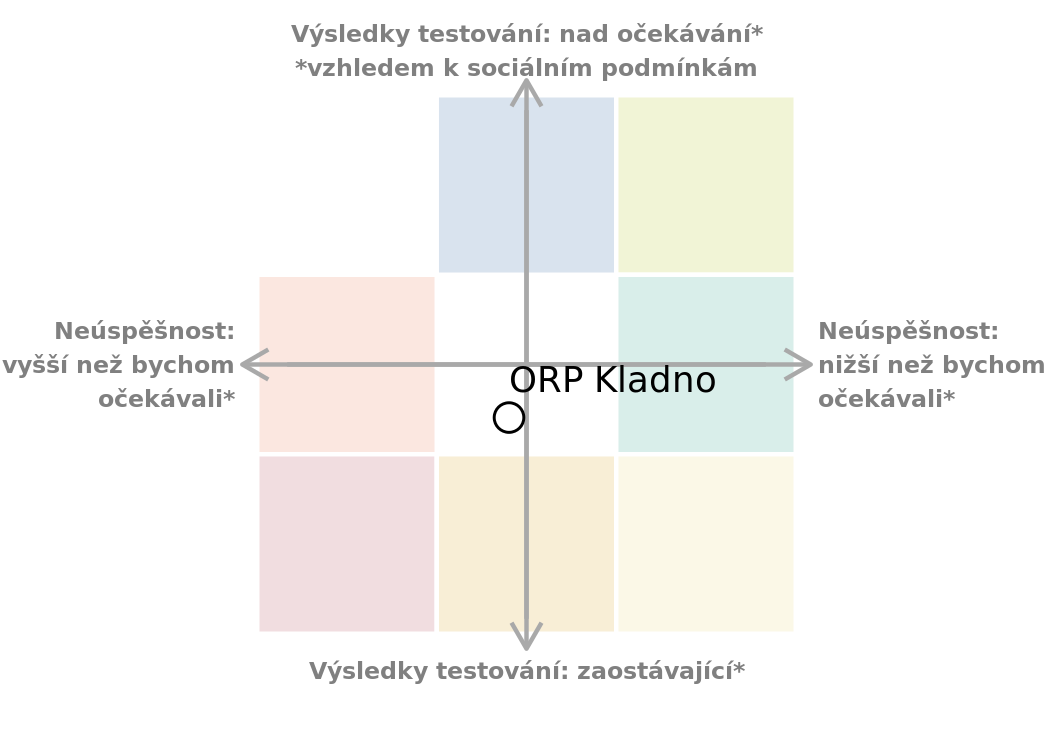 Výsledky testování: nad očekávání*
*vzhledem k sociálním podmínkám
Neúspěšnost:
vyšší než bychom
očekávali*
Neúspěšnost:
nižší než bychom
očekávali*
ORP Kladno
Výsledky testování: zaostávající*